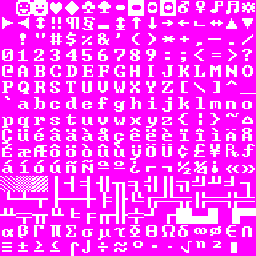 ☺☻♥♦♣♠•◘○◙♂♀♪♫☼
►◄↕‼¶§▬↨↑↓→←∟↔▲▼
!"#$%&'()*+,-./
0123456789:;<=>?
@ABCDEFGHIJKLMNO
PQRSTUVWXYZ[\]^_
`abcdefghijklmno
pqrstuvwxyz{|}~⌂
ÇüéâäàåçêëèïîìÄÅ
ÉæÆôöòûùÿÖÜ¢£¥
áíóúñÑªº¿⌐¬½¼¡«»
░▒▓│┤╡╢╖╕╣║╗╝╜╛┐
└┴┬├─┼╞╟╚╔╩╦╠═╬╧
╨╤╥╙╘╒╓╫╪┘┌█▄▌▐▀
αßΓπΣσµτΦΘΩδ∞φε∩
≡±≥≤⌠⌡÷≈°∙·√ⁿ²■